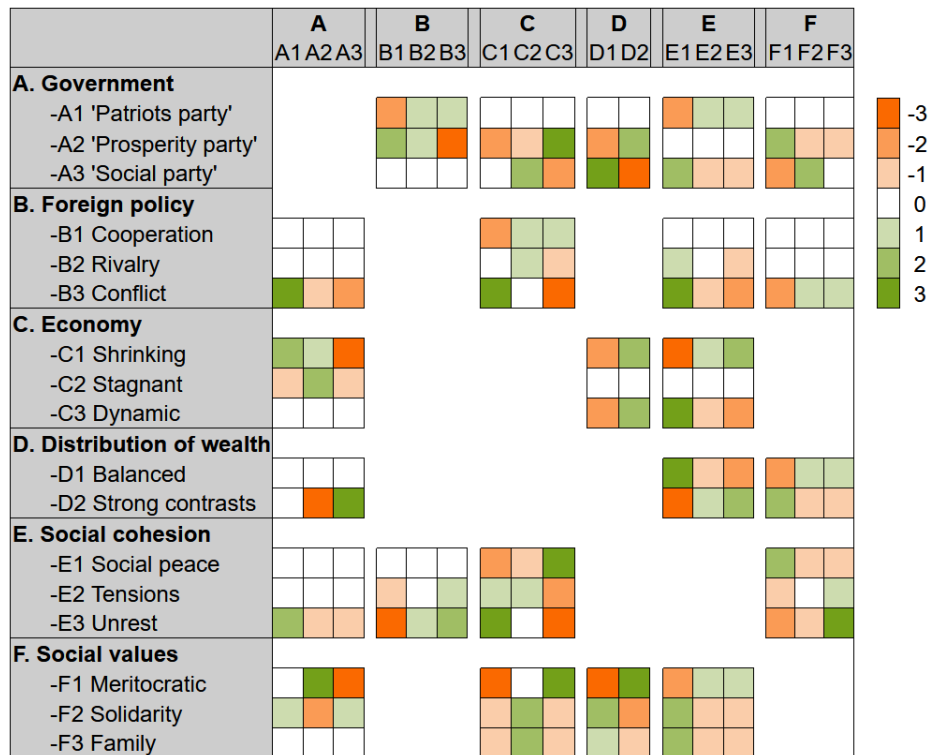 A B C D E F
A1 A2 A3 B1 B2 B3 C1 C2 C3 D1 D2 E1 E2 E3 F1 F2 F3
A. Government
-A1 'Patriots party'
-A2 'Prosperity party'
-A3 'Social party'
B. Foreign policy
-B1 Cooperation
-B2 Rivalry
-B3 Conflict
C. Economy
-C1 Shrinking
-C2 Stagnant
-C3 Dynamic
D. Distribution of wealth
-D1 Balanced
-D2 Strong contrasts
E. Social cohesion
-E1 Social peace
-E2 Tensions
-E3 Unrest
F. Social values
-F1 Meritocratic
-F2 Solidarity
-F3 Family
-3
-2
-1
0
1
2
3